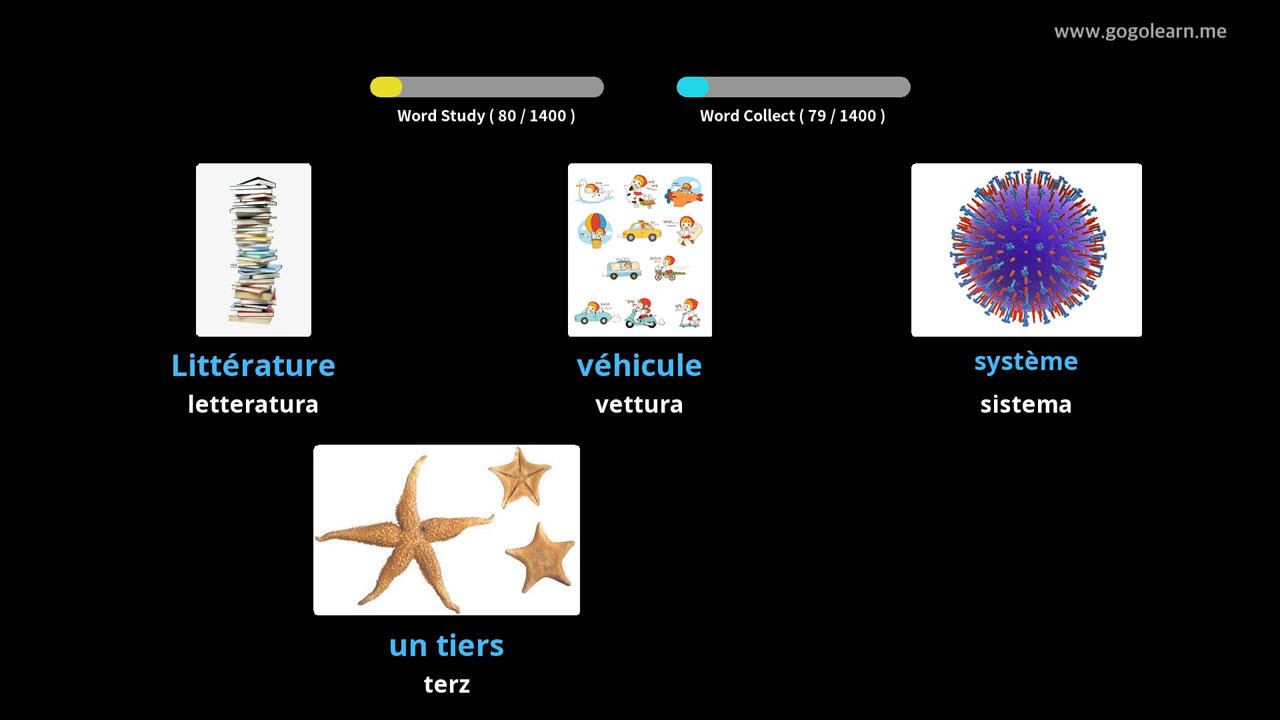 www.gogolearn.me
Word Study ( 80 / 1400 )
Word Collect ( 79 / 1400 )
Littérature
letteratura
véhicule
vettura
système
sistema
un tiers
terz